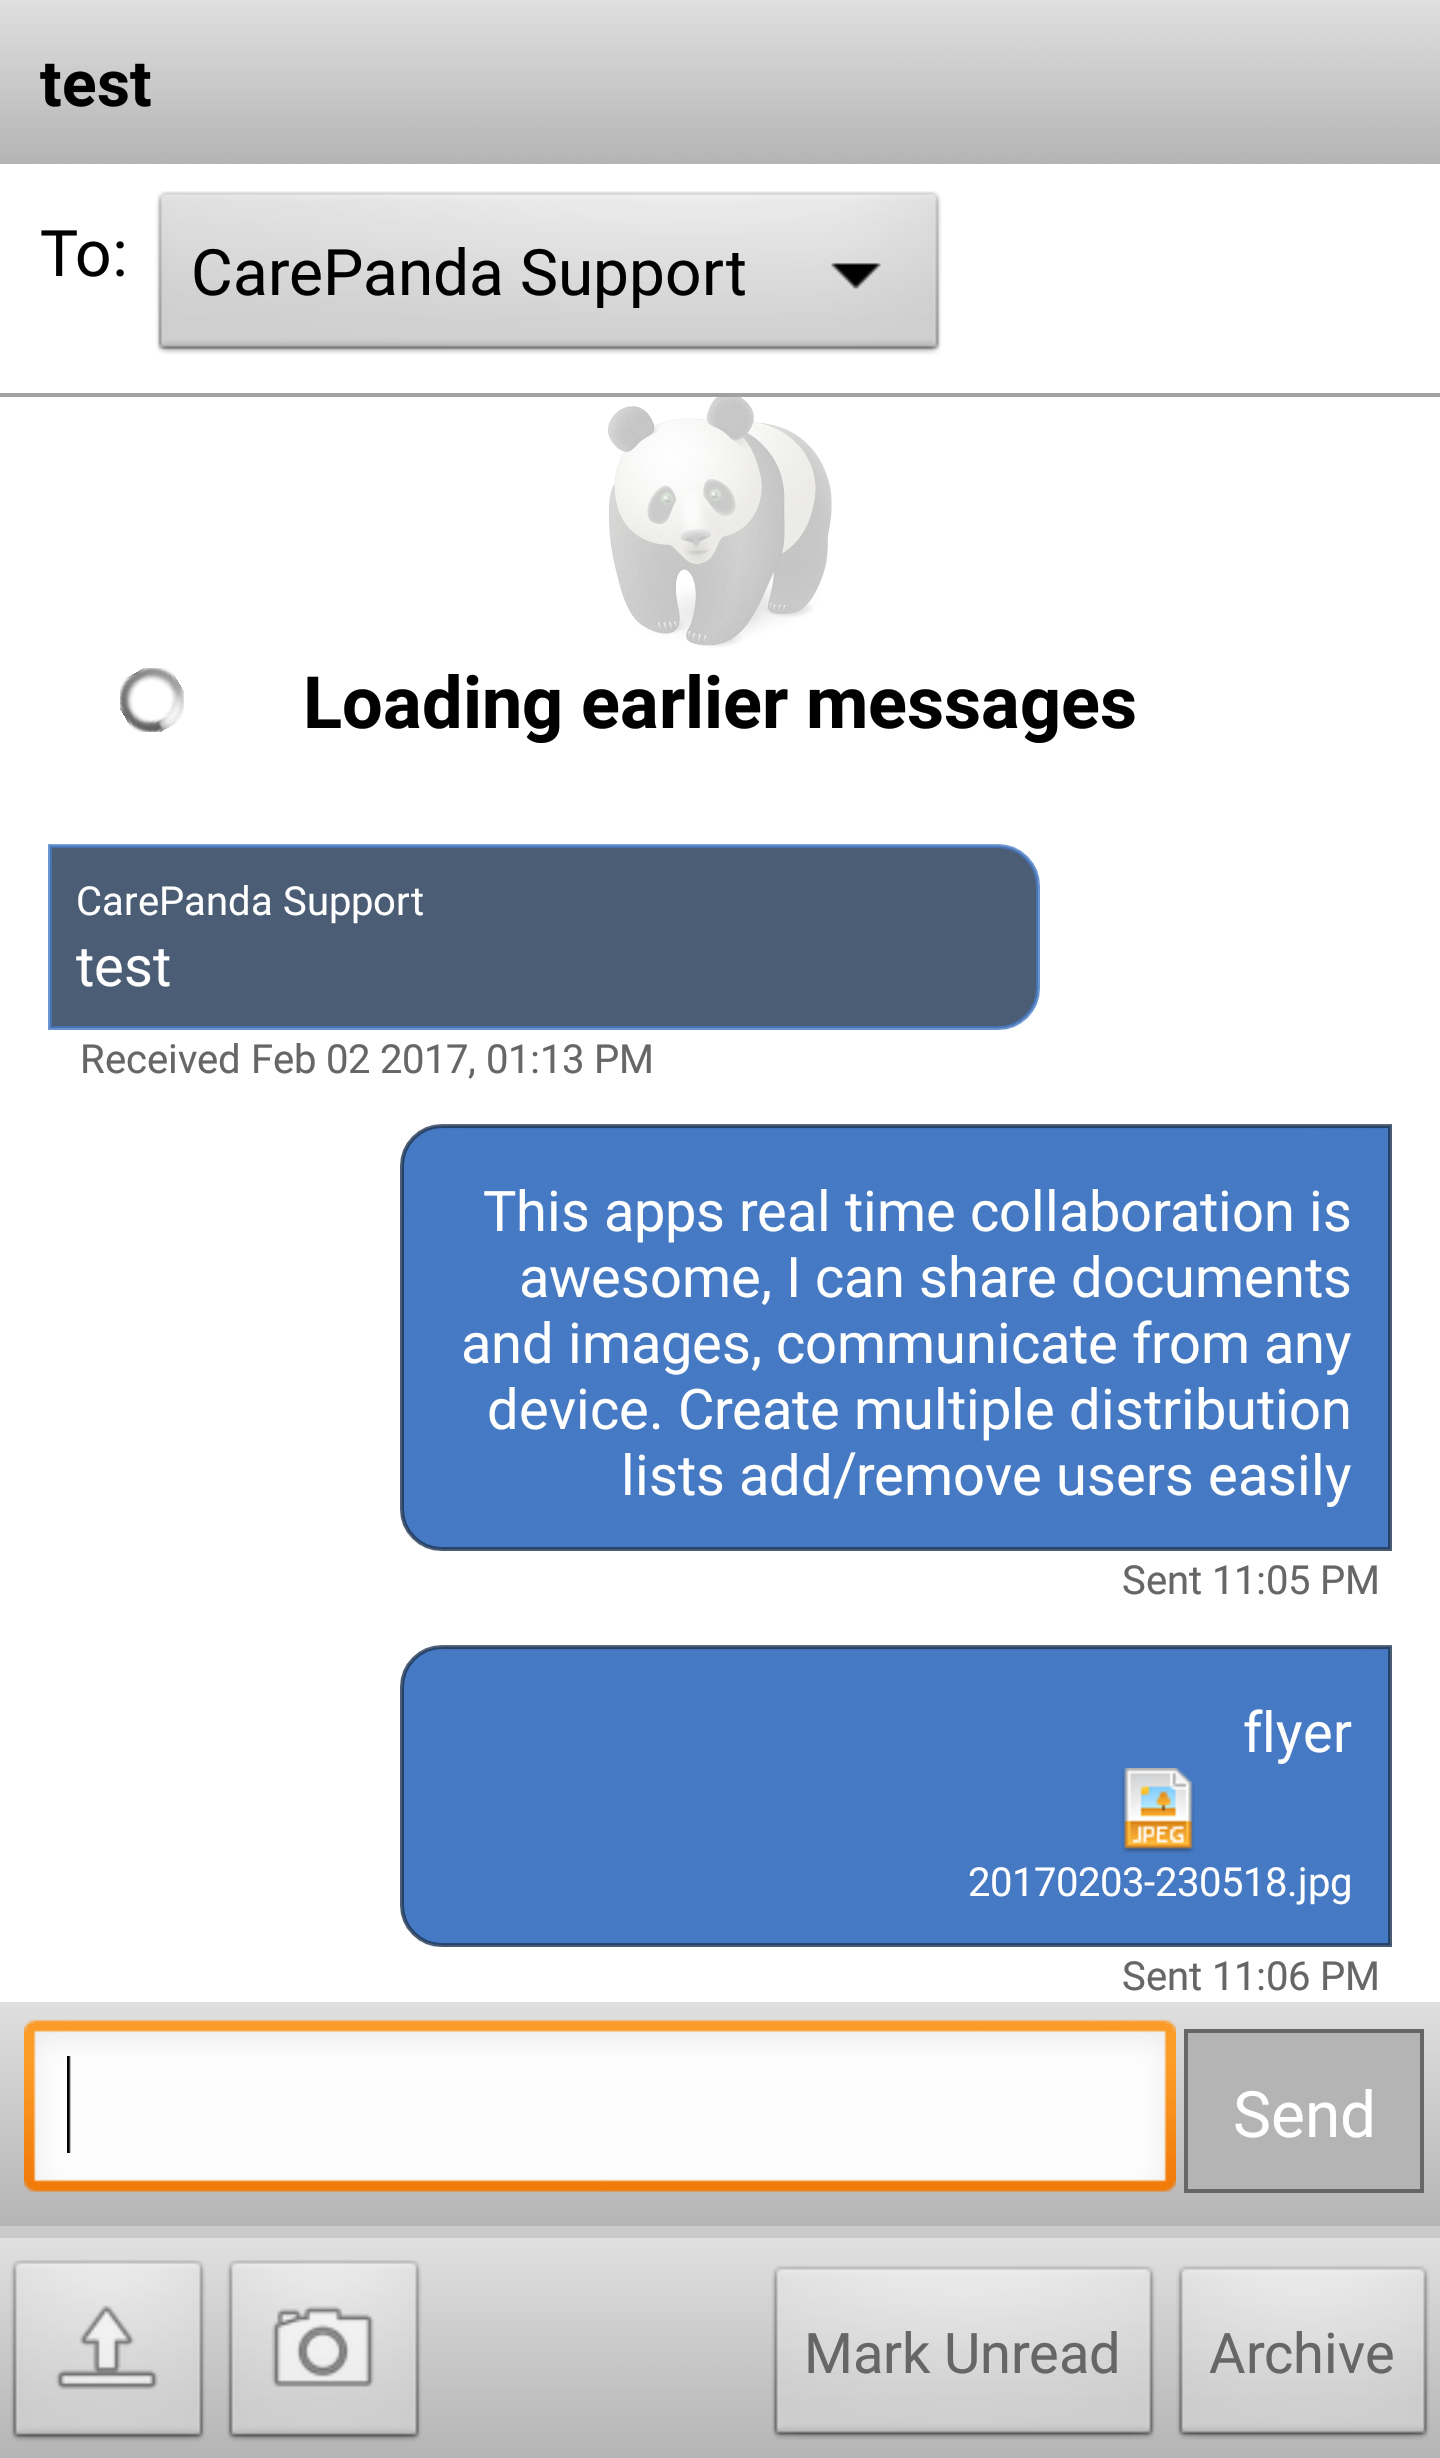 test
To:
CarePanda Support
Loading earlier messages
CarePanda Support
test
Received Feb 02 2017, 01:13 PM
This apps real time collaboration is
awesome, I can share documents
and images, communicate from any
device. Create multiple distribution
lists add/remove users easily
Sent 11:05 PM
flyer
JPEG
20170203-230518.jpg
Sent 11:06 PM
Send
Mark Unread
Archive